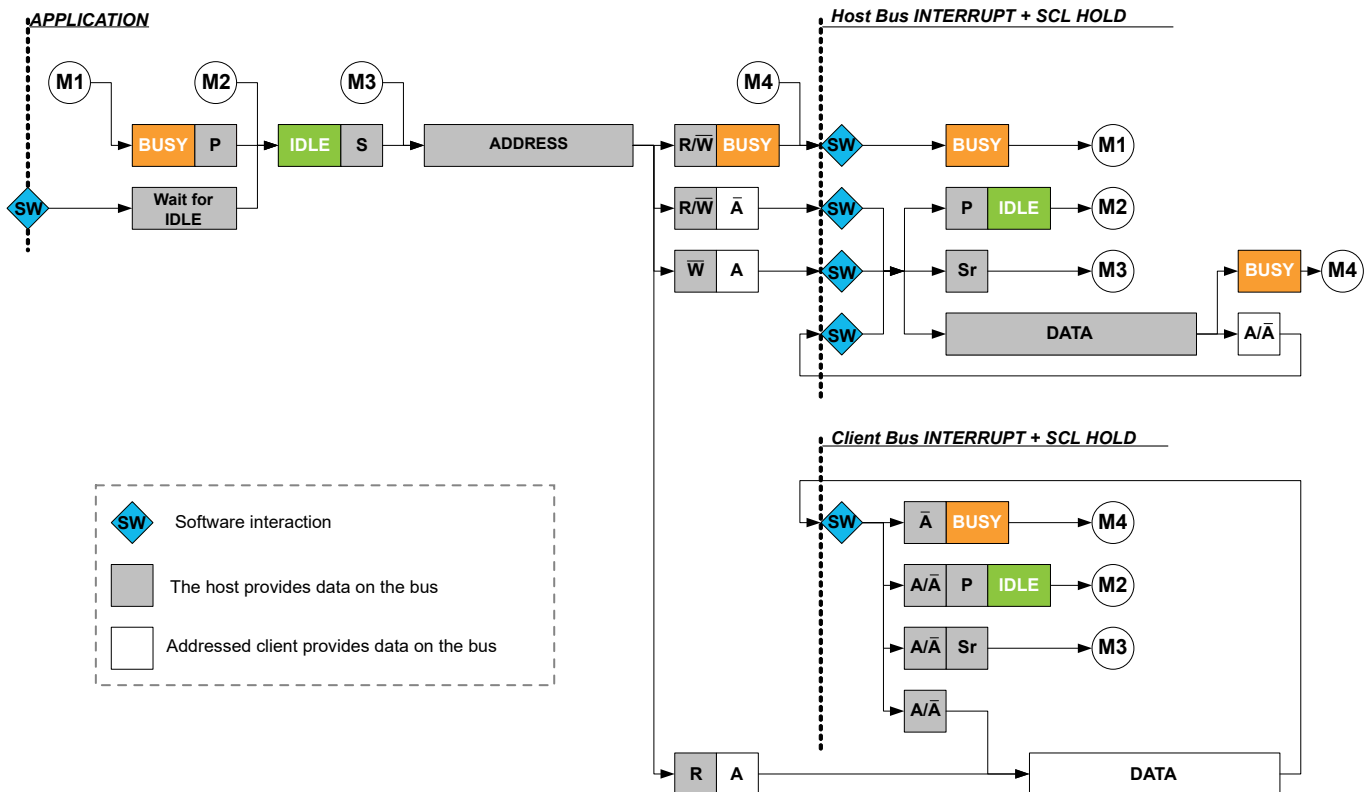 APPLICATION
Host Bus INTERRUPT + SCL HOLD
M1
M2
M3
M4
BUSY P
IDLE S
ADDRESS
R/W̅ BUSY
SW
BUSY
M1
SW
Wait for
IDLE
R/W̅ A̅
SW
P IDLE
M2
W̅ A
SW
Sr
M3
BUSY
M4
SW
DATA
A/A̅
Client Bus INTERRUPT + SCL HOLD
SW
A̅ BUSY
M4
A/A̅ P IDLE
M2
A/A̅ Sr
M3
A/A̅
R A
DATA
SW Software interaction
The host provides data on the bus
Addressed client provides data on the bus